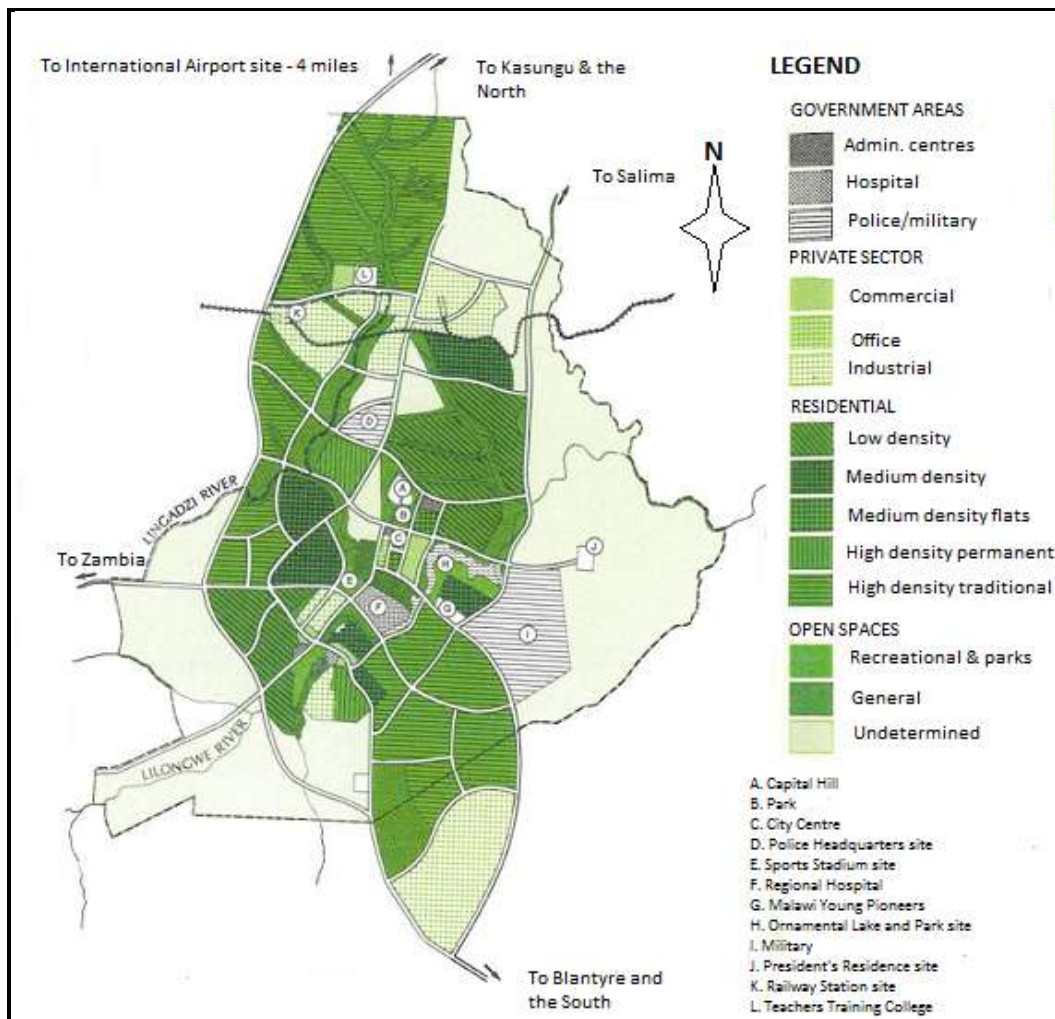 To International Airport site - 4 miles
To Kasungu & the
North
To Salima
N
LINGADZI RIVER
To Zambia
LILONGWE RIVER
To Blantyre and
the South
L
K
D
A
B
C
H
J
E
F
G
I
LEGEND
GOVERNMENT AREAS
Admin. centres
Hospital
Police/military
PRIVATE SECTOR
Commercial
Office
Industrial
RESIDENTIAL
Low density
Medium density
Medium density flats
High density permanent
High density traditional
OPEN SPACES
Recreational & parks
General
Undetermined
A. Capital Hill
B. Park
C. City Centre
D. Police Headquarters site
E. Sports Stadium site
F. Regional Hospital
G. Malawi Young Pioneers
H. Ornamental Lake and Park site
I. Military
J. President's Residence site
K. Railway Station site
L. Teachers Training College